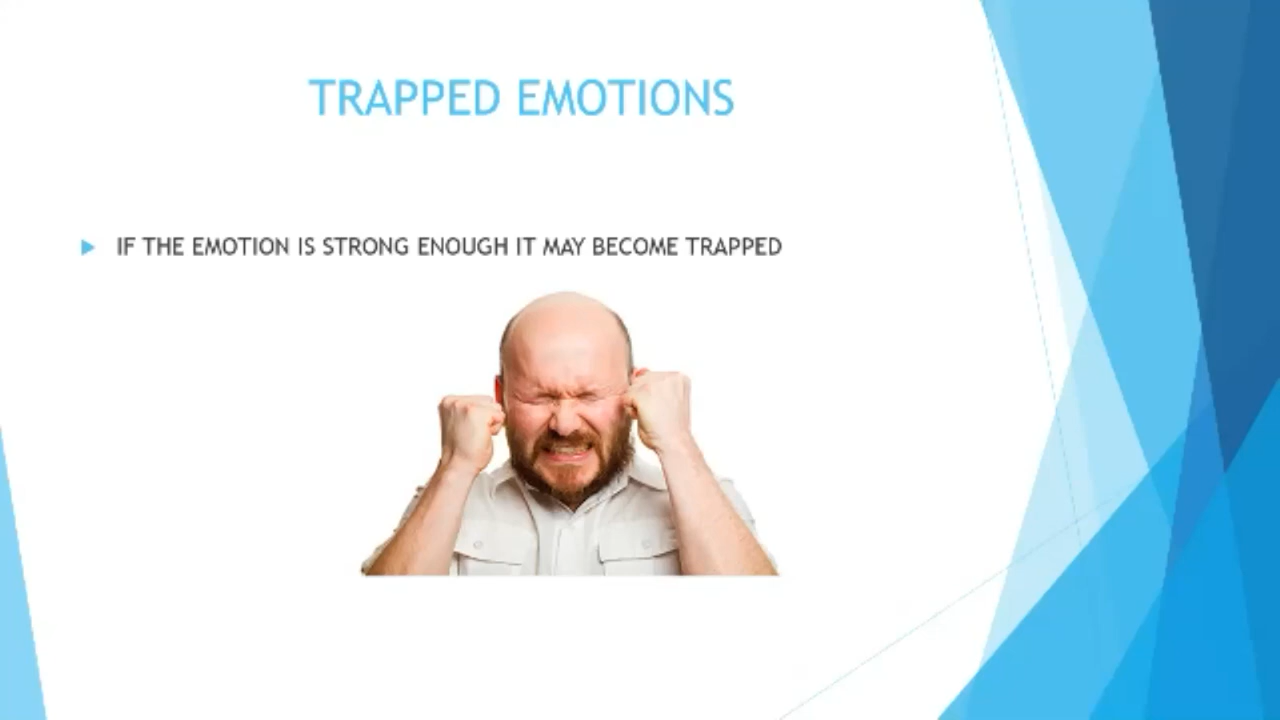 TRAPPED EMOTIONS
IF THE EMOTION IS STRONG ENOUGH IT MAY BECOME TRAPPED